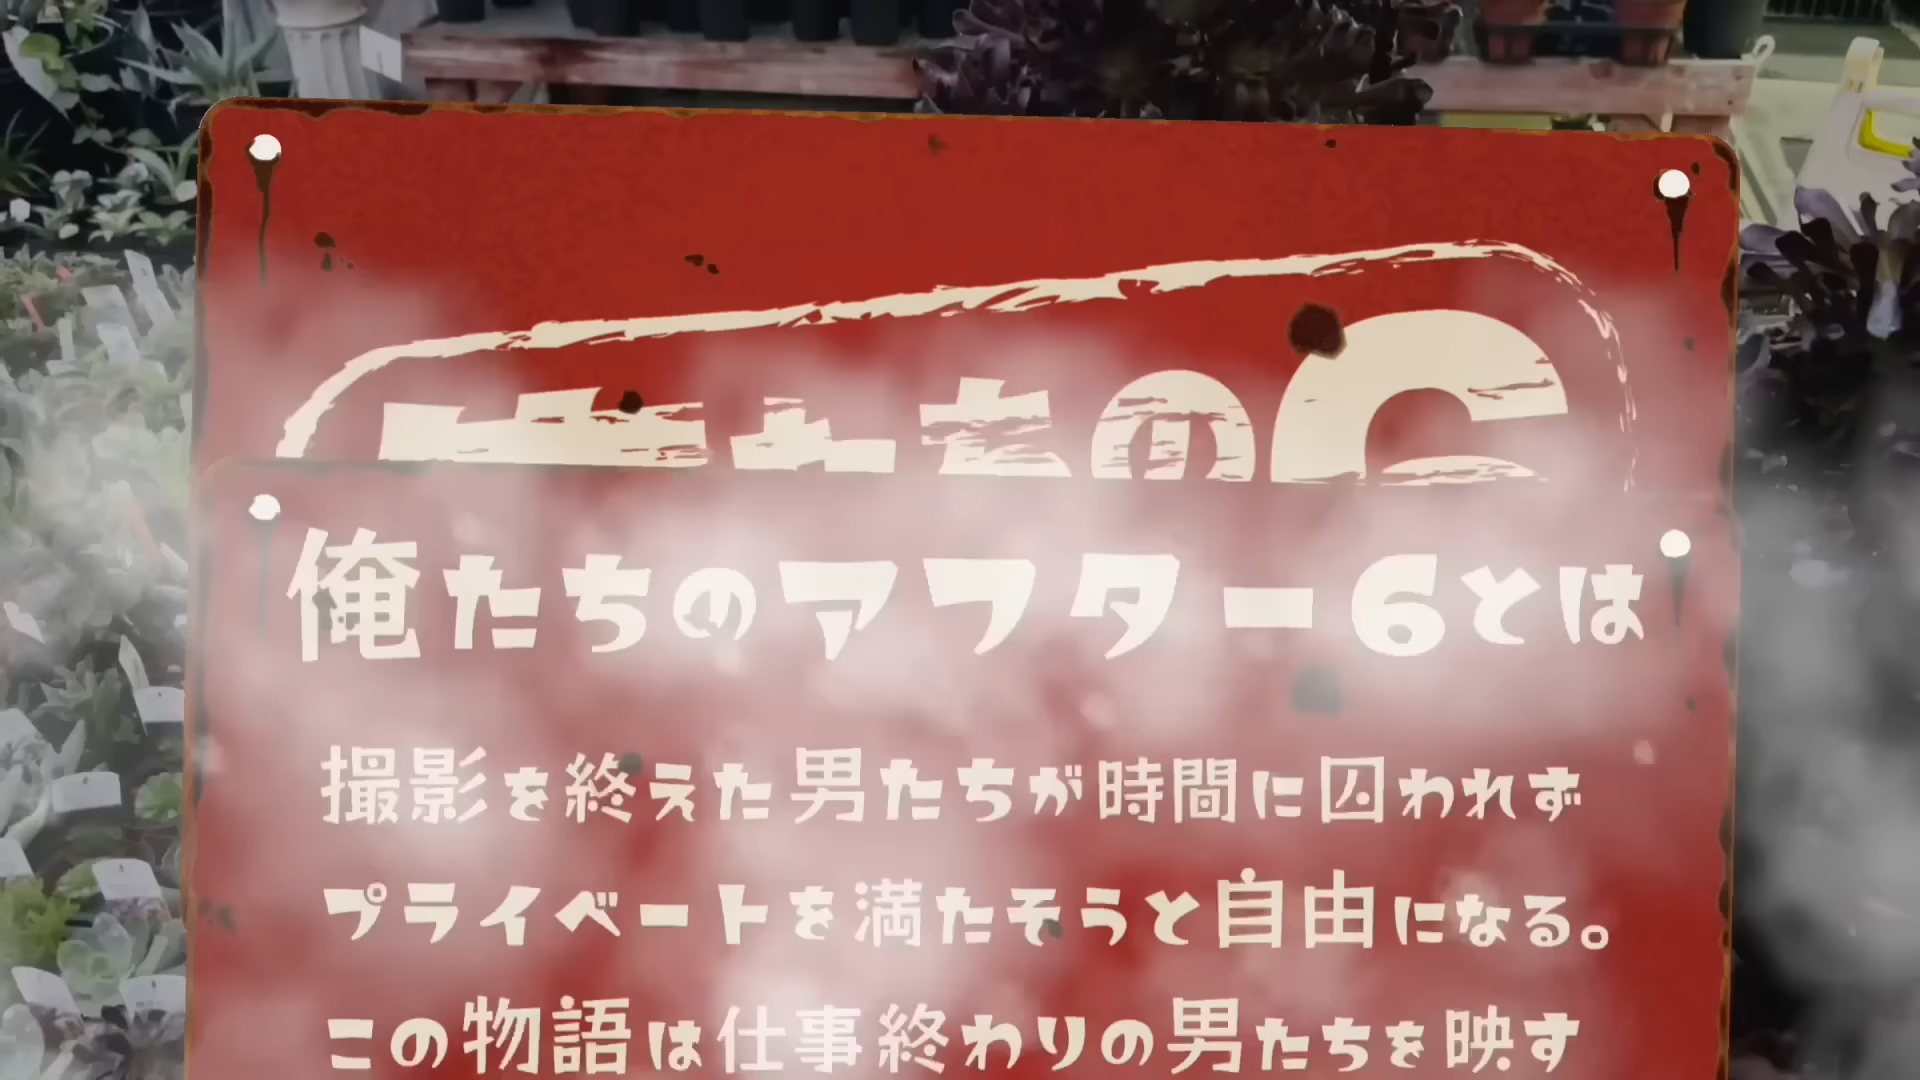 俺たちのアフター6とは
撮影を終えた男たちが時間に囚われず
プライベートを満たそうと自由になる。
この物語は仕事終わりの男たちを映す